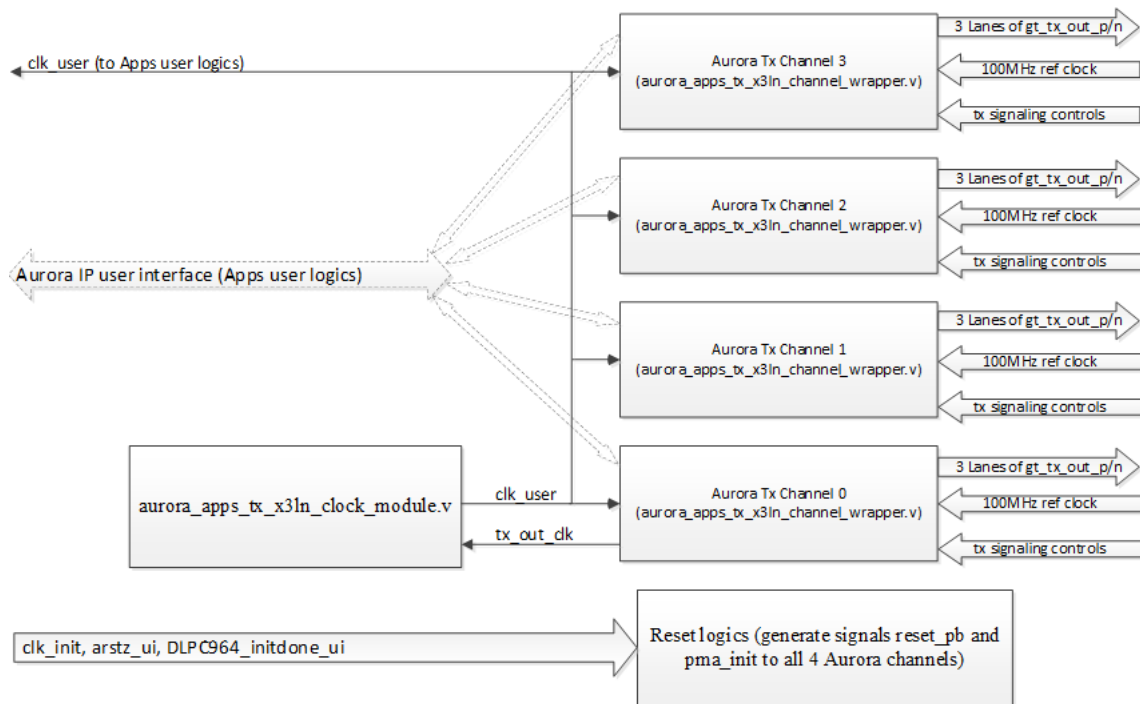 3 Lanes of gt_tx_out_p/n
clk_user (to Apps user logics)
Aurora Tx Channel 3
(aurora_apps_tx_x3ln_channel_wrapper.v)
100MHz ref clock
tx signaling controls
3 Lanes of gt_tx_out_p/n
Aurora Tx Channel 2
(aurora_apps_tx_x3ln_channel_wrapper.v)
100MHz ref clock
tx signaling controls
Aurora IP user interface (Apps user logics)
3 Lanes of gt_tx_out_p/n
Aurora Tx Channel 1
(aurora_apps_tx_x3ln_channel_wrapper.v)
100MHz ref clock
tx signaling controls
3 Lanes of gt_tx_out_p/n
Aurora Tx Channel 0
(aurora_apps_tx_x3ln_channel_wrapper.v)
100MHz ref clock
tx signaling controls
aurora_apps_tx_x3ln_clock_module.v
clk_user
tx_out_clk
clk_init, arstz_ui, DLPC964_initdone_ui
Reset logics (generate signals reset_pb and
pma_init to all 4 Aurora channels)